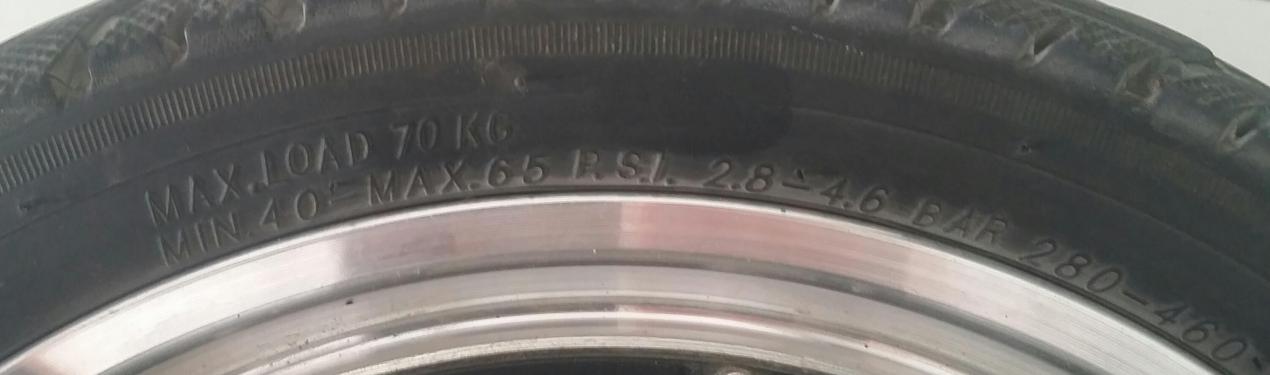 MAX.LOAD 70 KG
MIN.40-MAX.65 P.S.I. 2.8-4.6 BAR 280-460